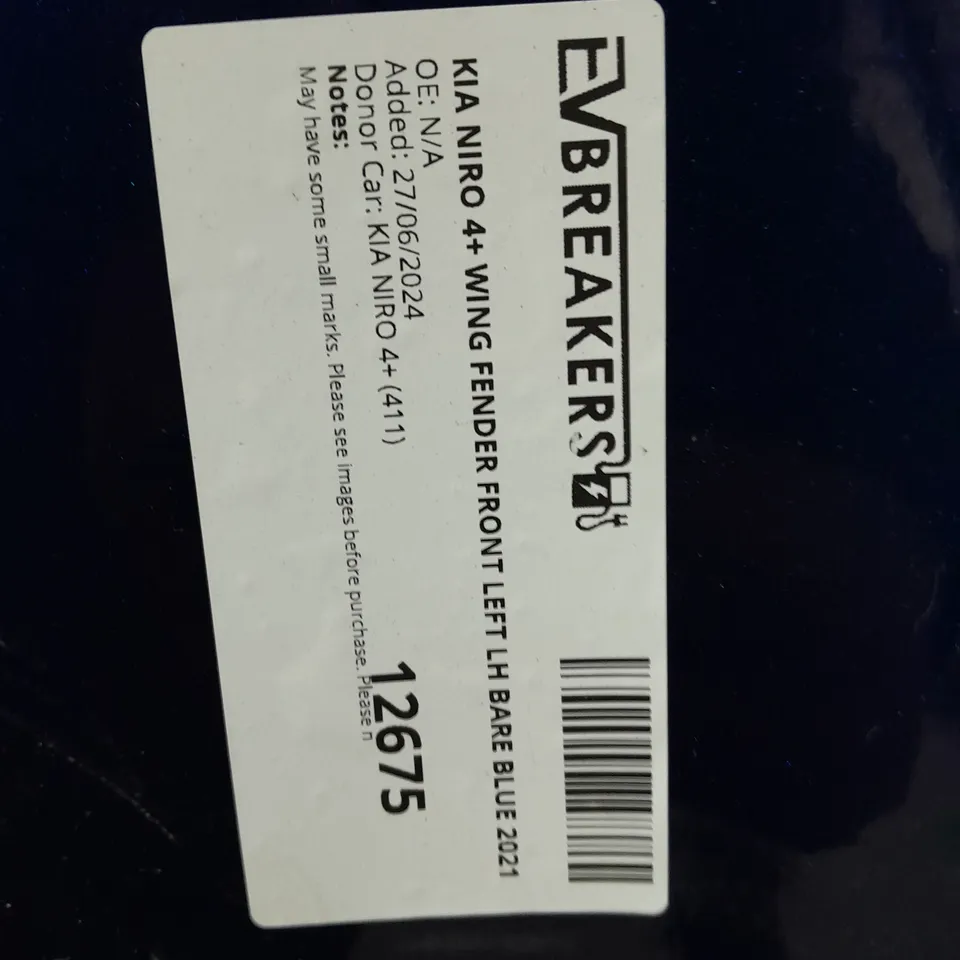 EVBREAKERS
KIA NIRO 4+ WING FENDER FRONT LEFT LH BARE BLUE 2021
OE: N/A
Added: 27/06/2024
Donor Car: KIA NIRO 4+ (411)
Notes:
May have some small marks. Please see images before purchase. Please n
12675